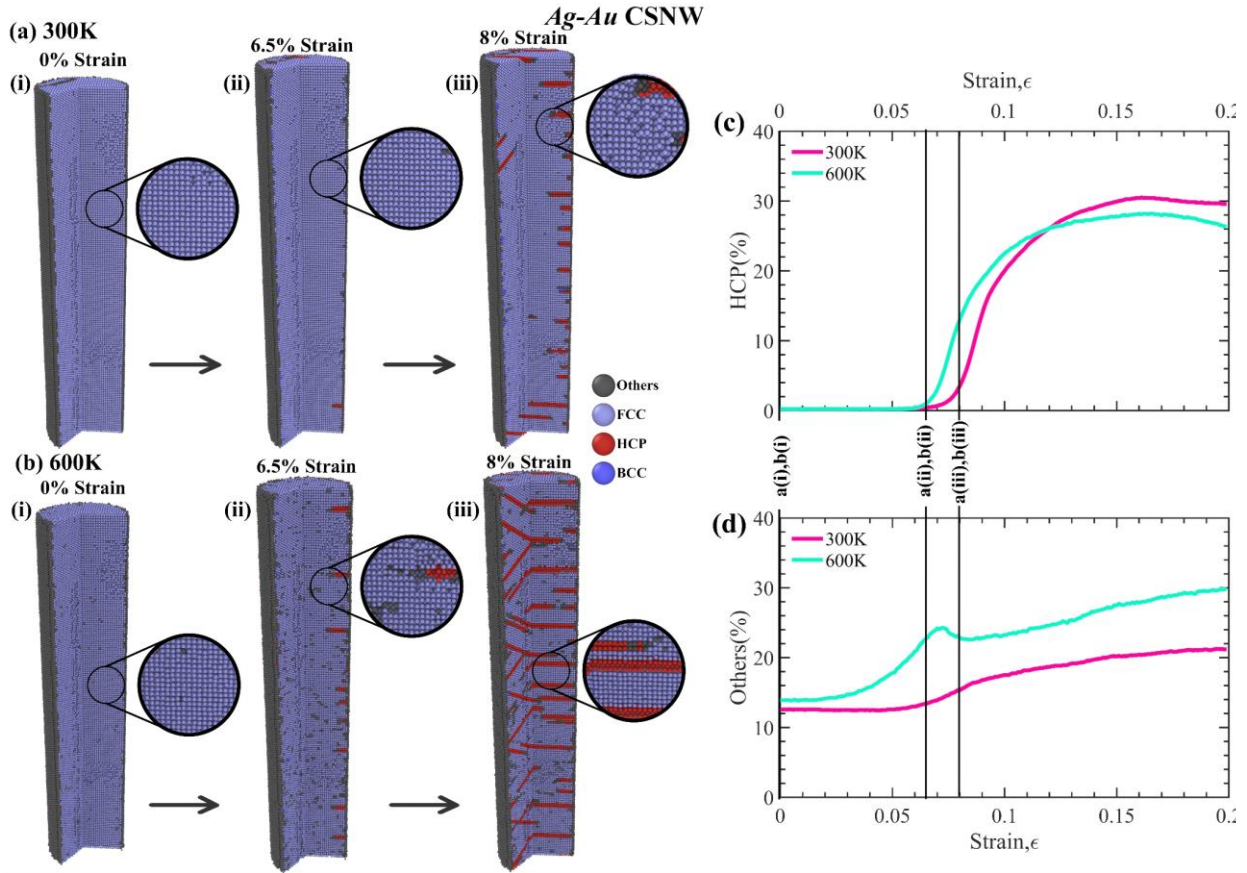 Ag-Au CSNW
(a) 300K
0% Strain
6.5% Strain
8% Strain
(i)
(ii)
(iii)
Others
FCC
HCP
BCC
(b) 600K
0% Strain
6.5% Strain
8% Strain
(i)
(ii)
(iii)
Strain,ϵ
0 0.05 0.1 0.15 0.2
(c)
40
30
20
10
0
HCP(%)
300K
600K
a(i),b(i)
a(ii),b(ii)
a(iii),b(iii)
(d)
40
30
20
10
0
Others(%)
300K
600K
0 0.05 0.1 0.15 0.2
Strain,ϵ